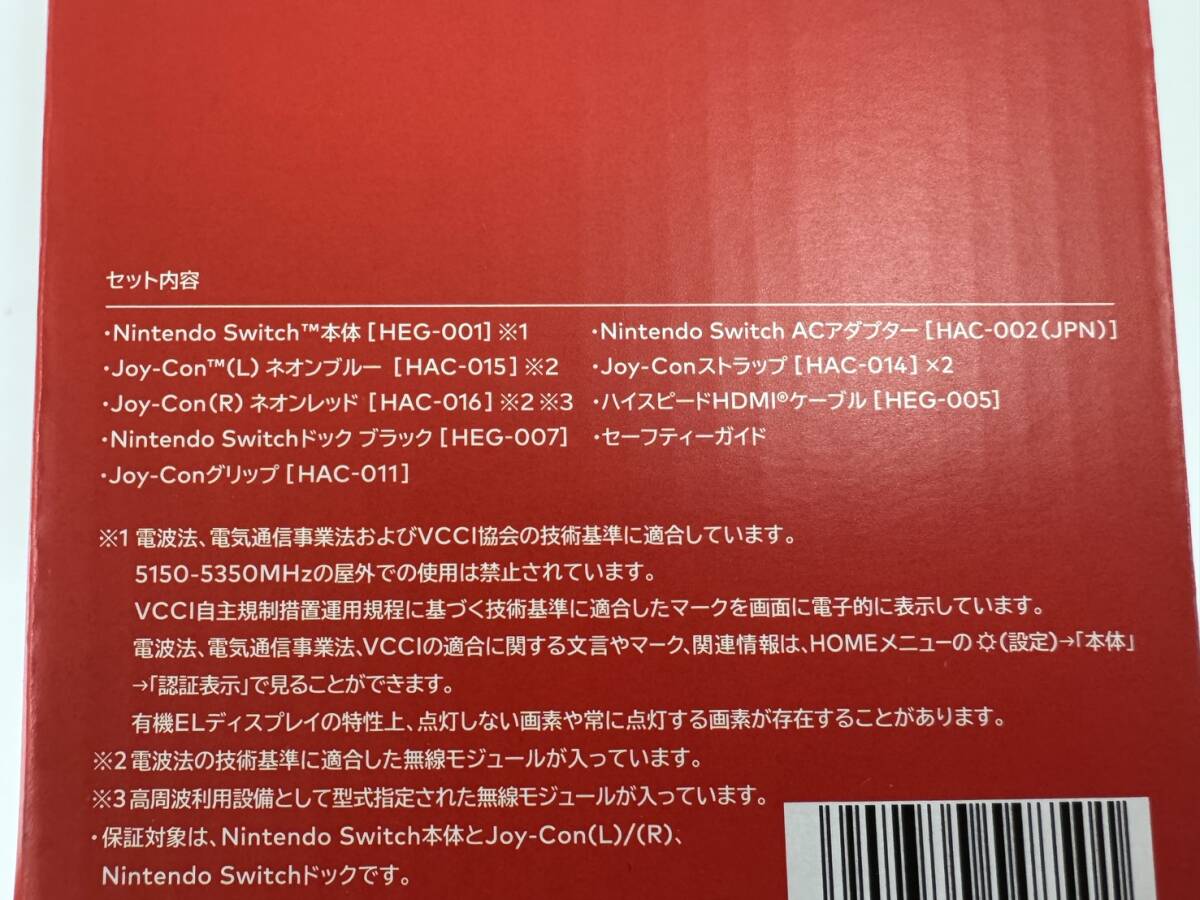 セット内容
・Nintendo Switch™本体 [HEG-001] ※1
・Joy-Con™(L) ネオンブルー [HAC-015] ※2
・Joy-Con(R) ネオンレッド [HAC-016] ※2 ※3
・Nintendo Switchドック ブラック [HEG-007]
・Joy-Conグリップ [HAC-011]
・Nintendo Switch ACアダプター [HAC-002(JPN)]
・Joy-Conストラップ [HAC-014] ×2
・ハイスピードHDMI®ケーブル [HEG-005]
・セーフティーガイド
※1 電波法、電気通信事業法およびVCCI協会の技術基準に適合しています。
5150-5350MHzの屋外での使用は禁止されています。
VCCI自主規制措置運用規程に基づく技術基準に適合したマークを画面に電子的に表示しています。
電波法、電気通信事業法、VCCIの適合に関する文言やマーク、関連情報は、HOMEメニューの(設定)→「本体」
→「認証表示」で見ることができます。
有機ELディスプレイの特性上、点灯しない画素や常に点灯する画素が存在することがあります。
※2 電波法の技術基準に適合した無線モジュールが入っています。
※3 高周波利用設備として型式指定された無線モジュールが入っています。
・保証対象は、Nintendo Switch本体とJoy-Con(L)/(R)、
Nintendo Switchドックです。